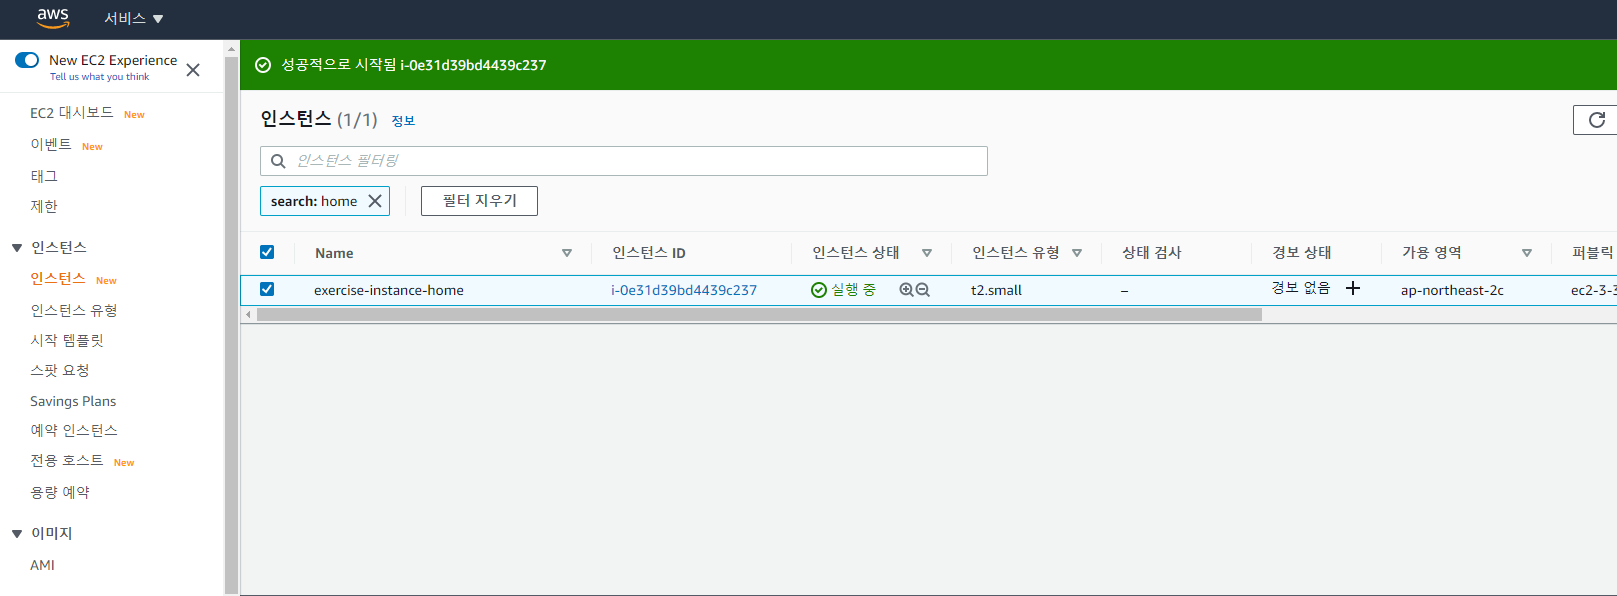 aws 서비스
New EC2 Experience
Tell us what you think
EC2 대시보드 New
이벤트 New
태그
제한
인스턴스
인스턴스 New
인스턴스 유형
시작 템플릿
스팟 요청
Savings Plans
예약 인스턴스
전용 호스트 New
용량 예약
이미지
AMI
성공적으로 시작됨 i-0e31d39bd4439c237
인스턴스 (1/1) 정보
인스턴스 필터링
search: home 필터 지우기
Name 인스턴스 ID 인스턴스 상태 인스턴스 유형 상태 검사 경보 상태 가용 영역 퍼블릭
exercise-instance-home i-0e31d39bd4439c237 실행 중 t2.small – 경보 없음 + ap-northeast-2c ec2-3-3